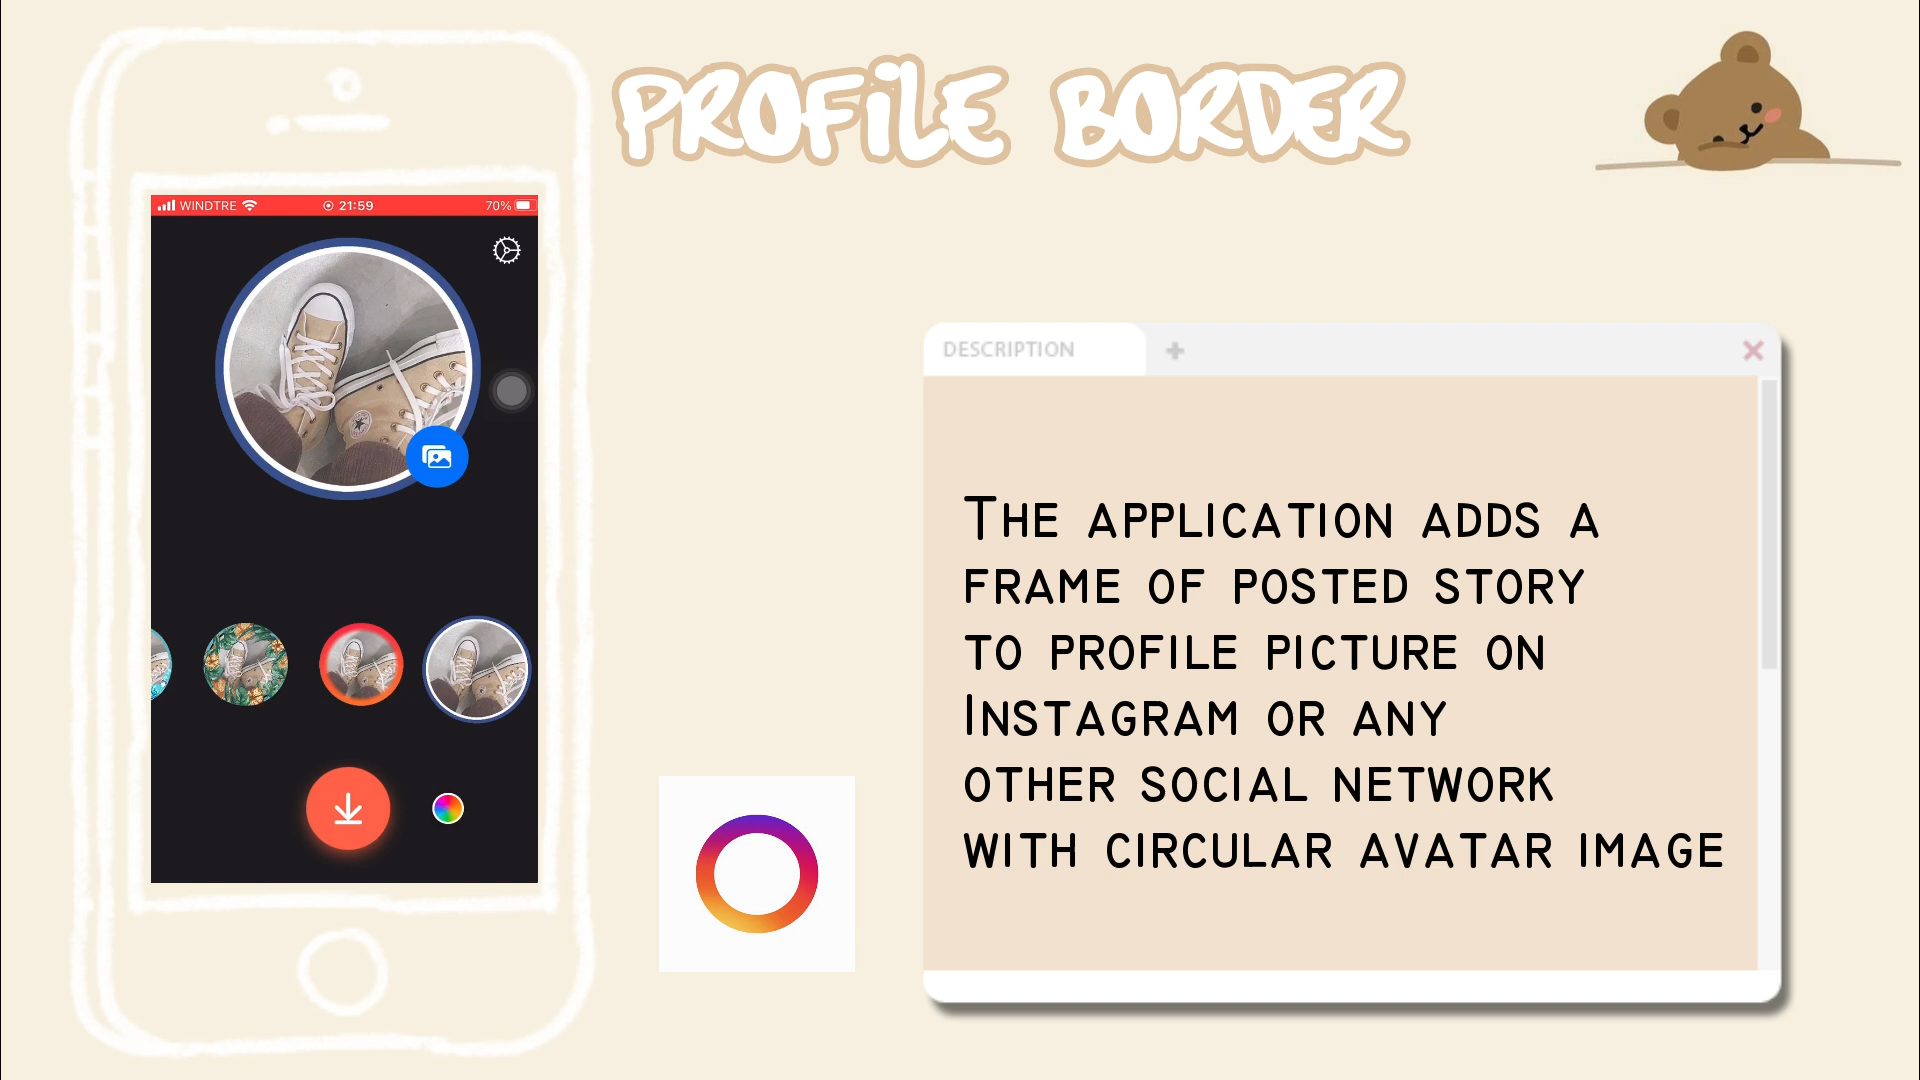 PROFILE BORDER
WINDTRE 21:59 70%
DESCRIPTION
THE APPLICATION ADDS A
FRAME OF POSTED STORY
TO PROFILE PICTURE ON
INSTAGRAM OR ANY
OTHER SOCIAL NETWORK
WITH CIRCULAR AVATAR IMAGE